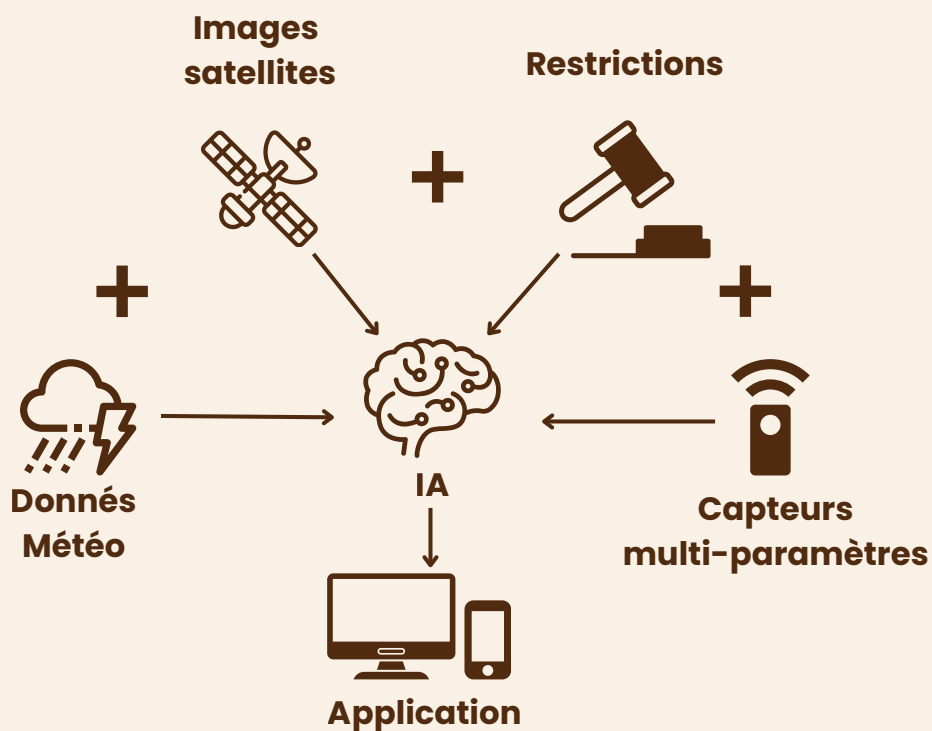 Images
satellites
Restrictions
Donnés
Météo
IA
Capteurs
multi-paramètres
Application